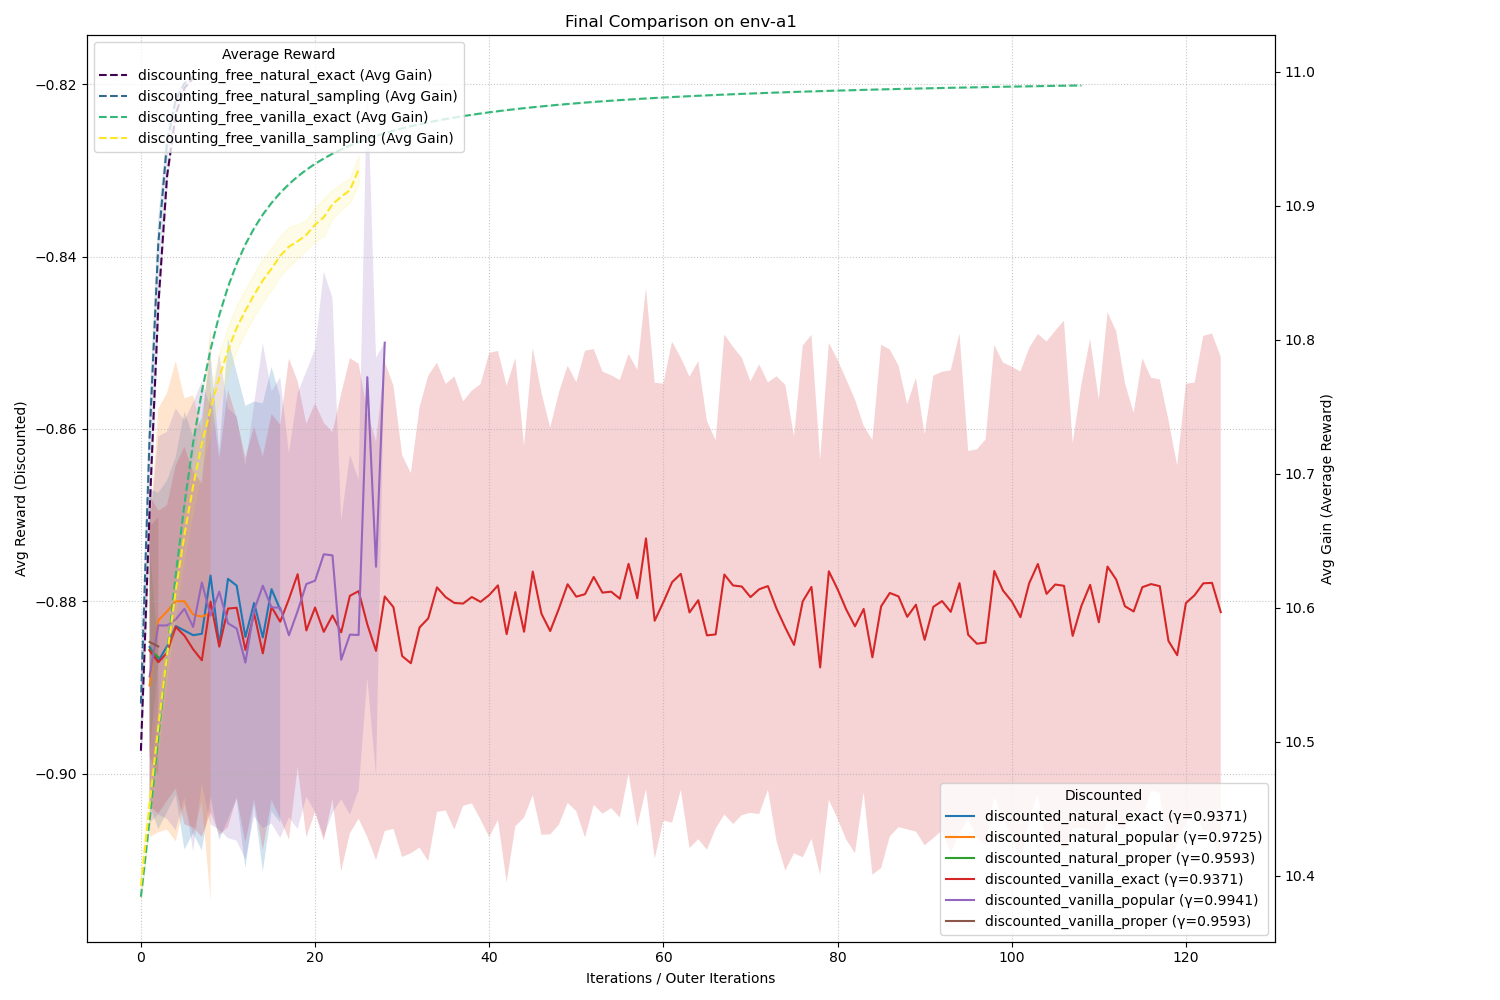 Final Comparison on env-a1
Average Reward
discounting_free_natural_exact (Avg Gain)
discounting_free_natural_sampling (Avg Gain)
discounting_free_vanilla_exact (Avg Gain)
discounting_free_vanilla_sampling (Avg Gain)
Avg Reward (Discounted)
−0.82
−0.84
−0.86
−0.88
−0.90
11.0
10.9
10.8
10.7
10.6
10.5
10.4
Avg Gain (Average Reward)
Discounted
discounted_natural_exact (γ=0.9371)
discounted_natural_popular (γ=0.9725)
discounted_natural_proper (γ=0.9593)
discounted_vanilla_exact (γ=0.9371)
discounted_vanilla_popular (γ=0.9941)
discounted_vanilla_proper (γ=0.9593)
0 20 40 60 80 100 120
Iterations / Outer Iterations